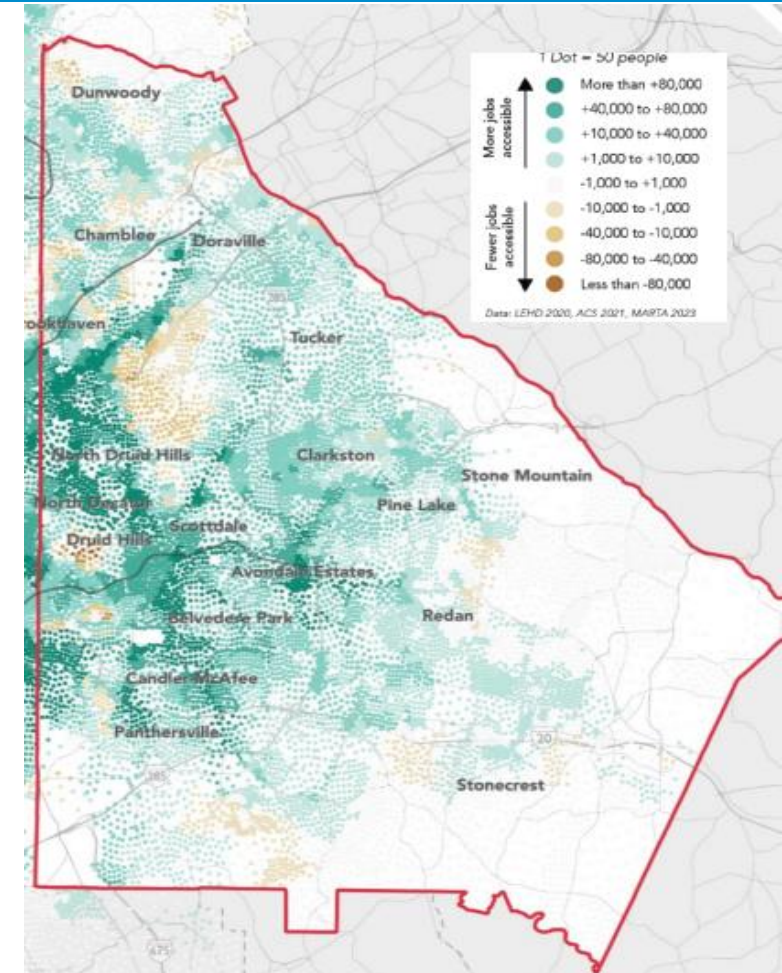 1 Dot = 50 people
More jobs
accessible
More than +80,000
+40,000 to +80,000
+10,000 to +40,000
+1,000 to +10,000
-1,000 to +1,000
Fewer jobs
accessible
-10,000 to -1,000
-40,000 to -10,000
-80,000 to -40,000
Less than -80,000
Data: LEHD 2020, ACS 2021, MARTA 2023
Dunwoody
Chamblee
Doraville
285
ookhaven
Tucker
North Druid Hills
Clarkston
Stone Mountain
North Decatur
Pine Lake
Scottdale
Druid Hills
Avondale Estates
Belvedere Park
Redan
Candler-McAfee
Panthersville
20
285
Stonecrest
675